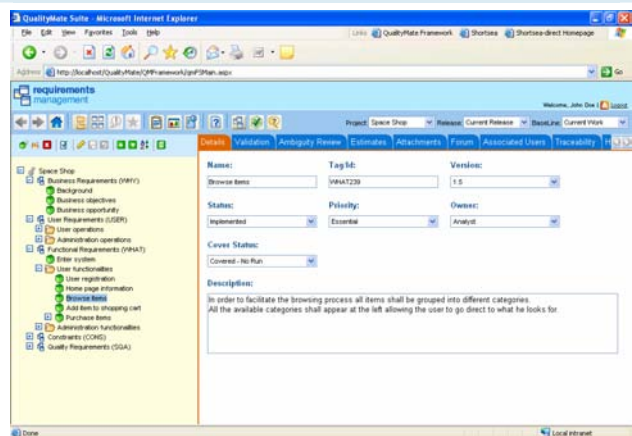 QualityMate Suite - Microsoft Internet Explorer
File Edit View Favorites Tools Help
Links QualityMate Framework Shortsea Shortsea-direct Homepage
Address http://localhost/QualityMate/QMFramework/qmFSMain.aspx Go
requirements
management
Welcome, John Doe | Logout
Project: Space Shop Release: Current Release BaseLine: Current Work
Details Validation Ambiguity Review Estimates Attachments Forum Associated Users Traceability H
Space Shop
Business Requirements (WHY)
Background
Business objectives
Business opportunity
User Requirements (USER)
User operations
Administration operations
Functional Requirements (WHAT)
Enter system
User functionalities
User registration
Home page information
Browse items
Add item to shopping cart
Purchase items
Administration functionalities
Constraints (CONS)
Quality Requirements (SQA)
Name: Tag Id: Version:
Browse items WHAT239 1.5
Status: Priority: Owner:
Implemented Essential Analyst
Cover Status:
Covered - No Run
Description:
In order to facilitate the browsing process all items shall be grouped into different categories.
All the available categories shall appear at the left allowing the user to go direct to what he looks for
Done Local intranet